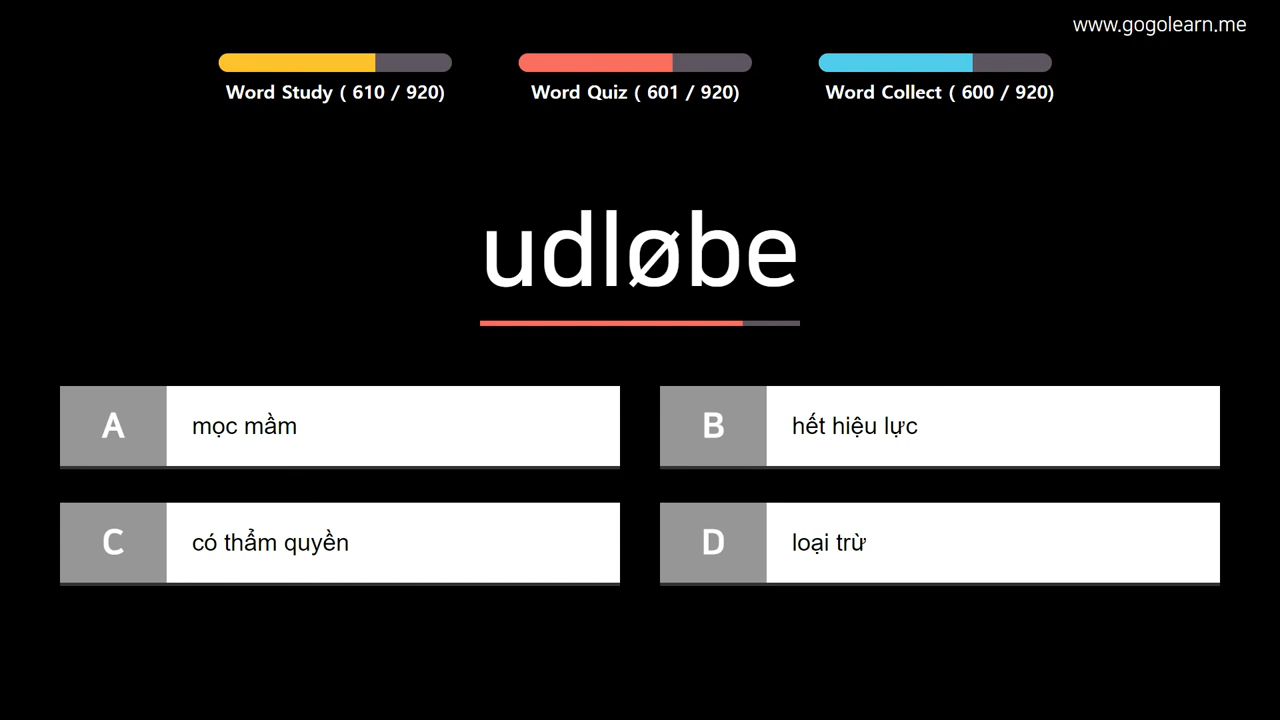 www.gogolearn.me
Word Study ( 610 / 920)
Word Quiz ( 601 / 920)
Word Collect ( 600 / 920)
udløbe
A mọc mầm
B hết hiệu lực
C có thẩm quyền
D loại trừ